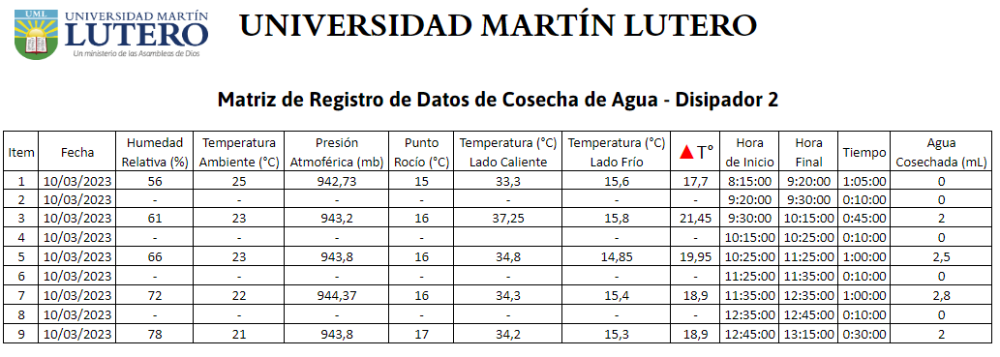 UML
UNIVERSIDAD MARTÍN
LUTERO
Un ministerio de las Asambleas de Dios
UNIVERSIDAD MARTÍN LUTERO
Matriz de Registro de Datos de Cosecha de Agua - Disipador 2
Item Fecha Humedad Relativa (%) Temperatura Ambiente (°C) Presión Atmoférica (mb) Punto Rocío (°C) Temperatura (°C) Lado Caliente Temperatura (°C) Lado Frío ▲T° Hora de Inicio Hora Final Tiempo Agua Cosechada (mL)
1 10/03/2023 56 25 942,73 15 33,3 15,6 17,7 8:15:00 9:20:00 1:05:00 0
2 10/03/2023 - - - - - - - 9:20:00 9:30:00 0:10:00 0
3 10/03/2023 61 23 943,2 16 37,25 15,8 21,45 9:30:00 10:15:00 0:45:00 2
4 10/03/2023 - - - - - - - 10:15:00 10:25:00 0:10:00 0
5 10/03/2023 66 23 943,8 16 34,8 14,85 19,95 10:25:00 11:25:00 1:00:00 2,5
6 10/03/2023 - - - - - - - 11:25:00 11:35:00 0:10:00 0
7 10/03/2023 72 22 944,37 16 34,3 15,4 18,9 11:35:00 12:35:00 1:00:00 2,8
8 10/03/2023 - - - - - - - 12:35:00 12:45:00 0:10:00 0
9 10/03/2023 78 21 943,8 17 34,2 15,3 18,9 12:45:00 13:15:00 0:30:00 2